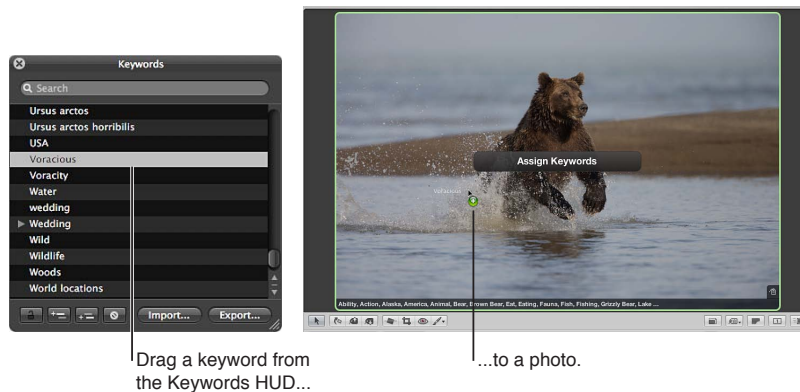 Keywords
Search
Ursus arctos
Ursus arctos horribilis
USA
Voracious
Voracity
Water
wedding
Wedding
Wild
Wildlife
Woods
World locations
Import...
Export...
Assign Keywords
Voracious
Ability, Action, Alaska, America, Animal, Bear, Brown Bear, Eat, Eating, Fauna, Fish, Fishing, Grizzly Bear, Lake ...
Drag a keyword from
the Keywords HUD...
...to a photo.